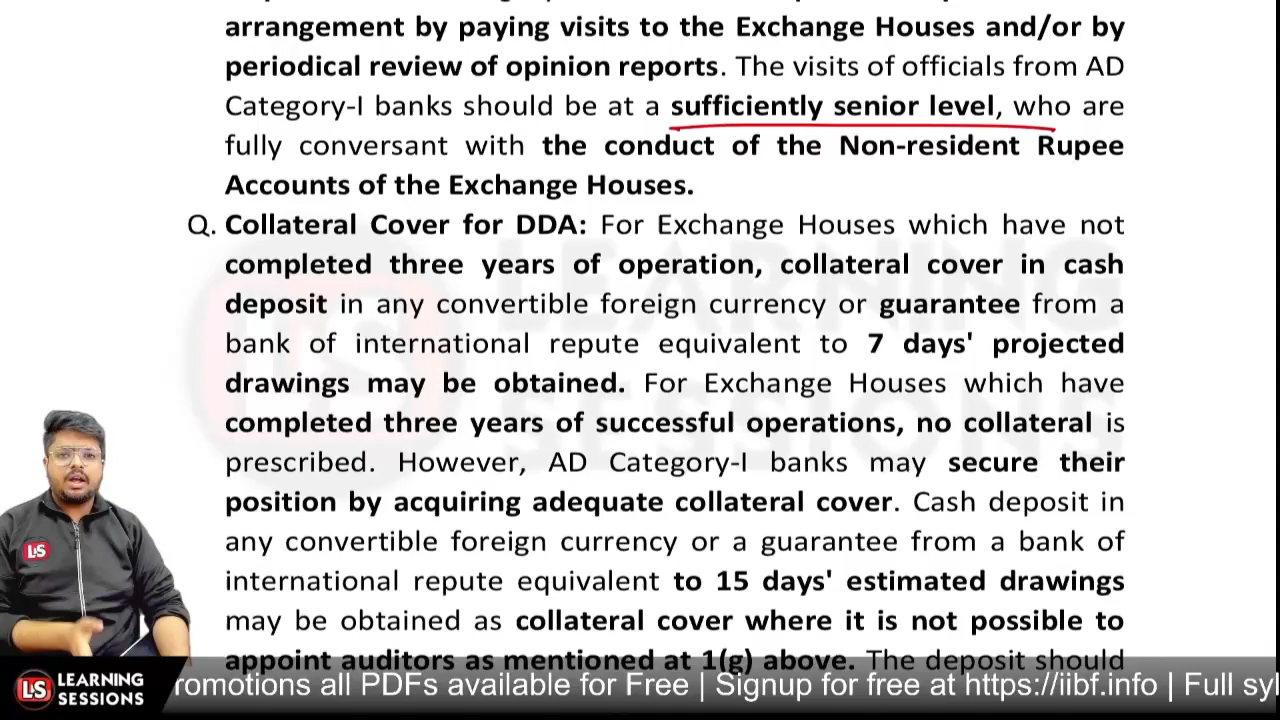 arrangement by paying visits to the Exchange Houses and/or by
periodical review of opinion reports. The visits of officials from AD
Category-I banks should be at a sufficiently senior level, who are
fully conversant with the conduct of the Non-resident Rupee
Accounts of the Exchange Houses.
Q. Collateral Cover for DDA: For Exchange Houses which have not
completed three years of operation, collateral cover in cash
deposit in any convertible foreign currency or guarantee from a
bank of international repute equivalent to 7 days' projected
drawings may be obtained. For Exchange Houses which have
completed three years of successful operations, no collateral is
prescribed. However, AD Category-I banks may secure their
position by acquiring adequate collateral cover. Cash deposit in
any convertible foreign currency or a guarantee from a bank of
international repute equivalent to 15 days' estimated drawings
may be obtained as collateral cover where it is not possible to
appoint auditors as mentioned at 1(g) above. The deposit should
LS
LEARNING
SESSIONS
LS
LS
LEARNING
SESSIONS
romotions all PDFs available for Free | Signup for free at https://iibf.info | Full syl